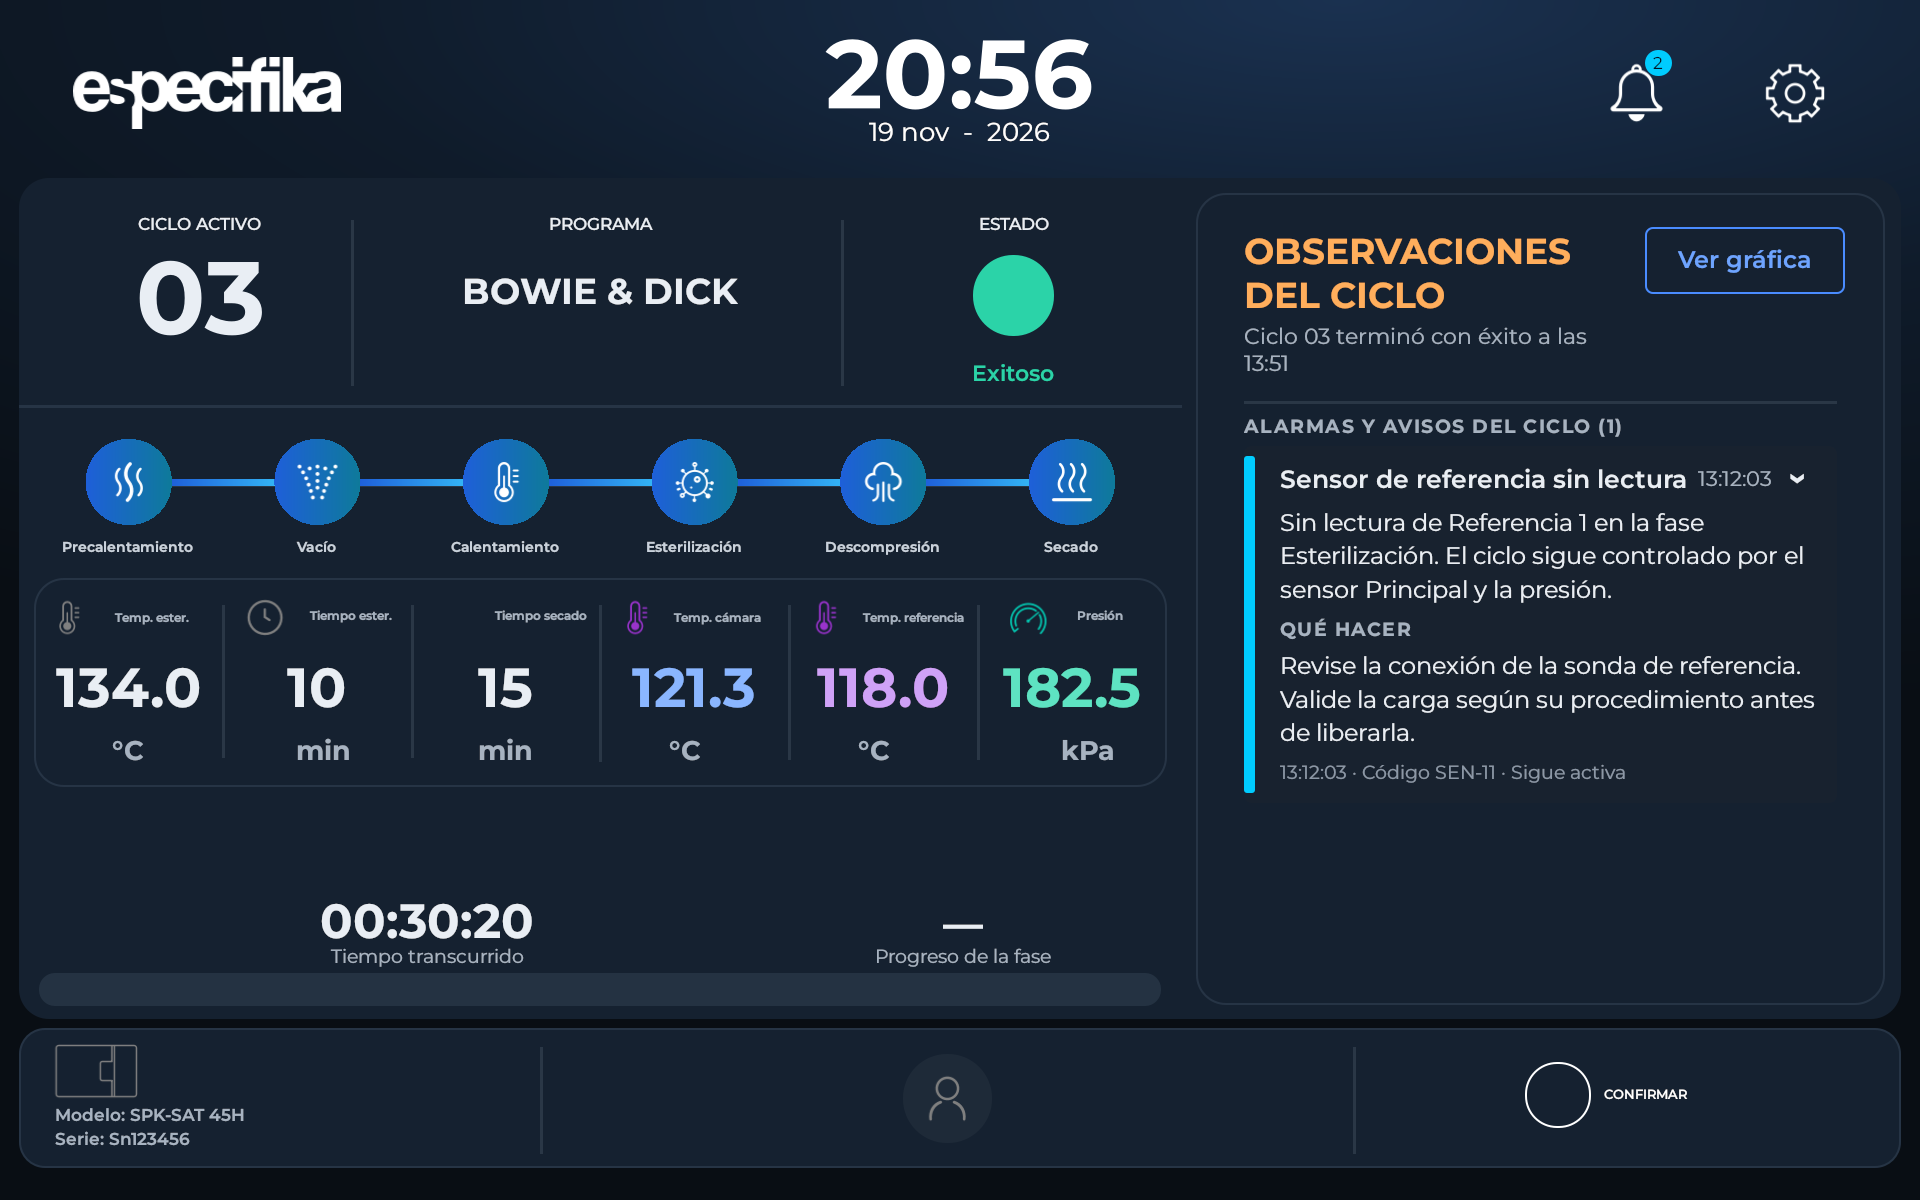 especifika
20:56
19 nov - 2026
2
CICLO ACTIVO
03
PROGRAMA
BOWIE & DICK
ESTADO
Exitoso
Precalentamiento
Vacío
Calentamiento
Esterilización
Descompresión
Secado
Temp. ester.
134.0
°C
Tiempo ester.
10
min
Tiempo secado
15
min
Temp. cámara
121.3
°C
Temp. referencia
118.0
°C
Presión
182.5
kPa
00:30:20
Tiempo transcurrido
—
Progreso de la fase
OBSERVACIONES
DEL CICLO
Ver gráfica
Ciclo 03 terminó con éxito a las
13:51
ALARMAS Y AVISOS DEL CICLO (1)
Sensor de referencia sin lectura 13:12:03
Sin lectura de Referencia 1 en la fase
Esterilización. El ciclo sigue controlado por el
sensor Principal y la presión.
QUÉ HACER
Revise la conexión de la sonda de referencia.
Valide la carga según su procedimiento antes
de liberarla.
13:12:03 · Código SEN-11 · Sigue activa
Modelo: SPK-SAT 45H
Serie: Sn123456
CONFIRMAR